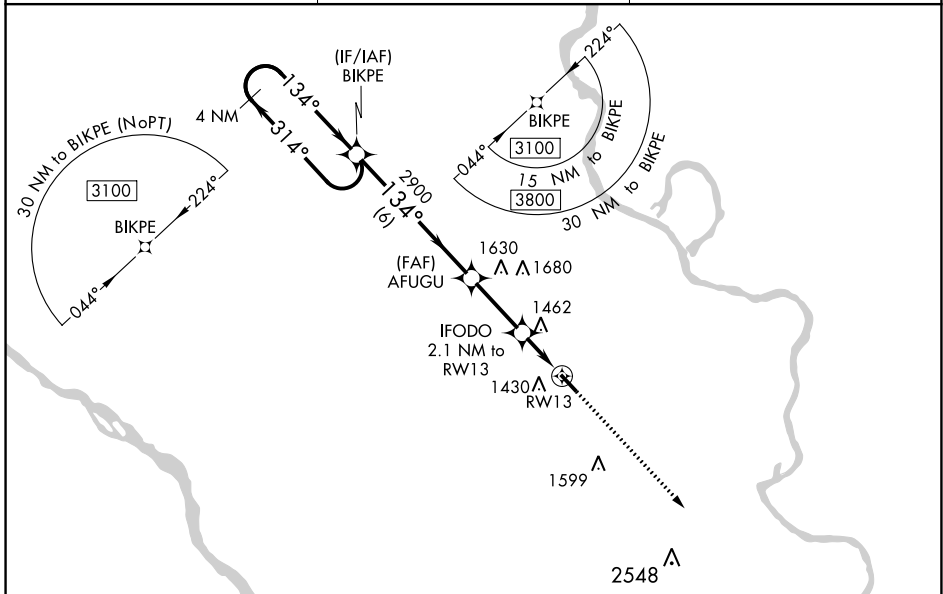 (IF/IAF)
BIKPE
4 NM
134°
314°
2900
134°
(6)
30 NM to BIKPE (NoPT)
3100
224°
BIKPE
044°
224°
BIKPE
3100
044°
15 NM to BIKPE
3800
30 NM to BIKPE
(FAF)
AFUGU
1630
1680
1462
IFODO
2.1 NM to
RW13
1430
RW13
1599
2548